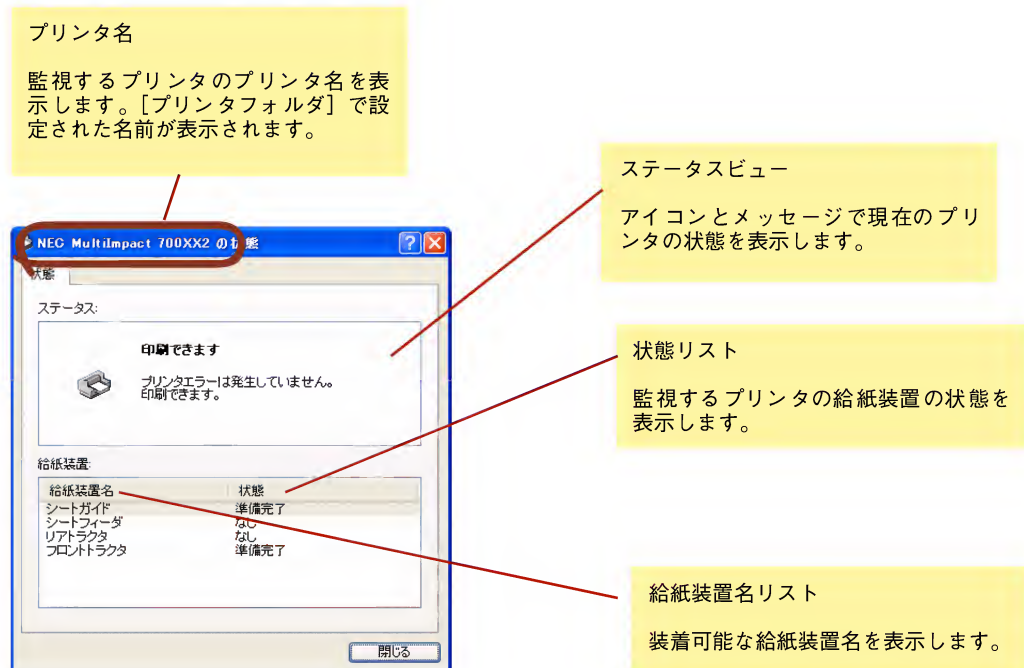 プリンタ名
監視するプリンタのプリンタ名を表
示します。［プリンタフォルダ］で設
定された名前が表示されます。
ステータスビュー
アイコンとメッセージで現在のプリ
ンタの状態を表示します。
NEC MultiImpact 700XX2 の状態
状態
ステータス:
印刷できます
プリンタエラーは発生していません。
印刷できます。
状態リスト
監視するプリンタの給紙装置の状態を
表示します。
給紙装置:
給紙装置名 状態
シートガイド 準備完了
シートフィーダ なし
リアトラクタ なし
フロントトラクタ 準備完了
給紙装置名リスト
装着可能な給紙装置名を表示します。
閉じる